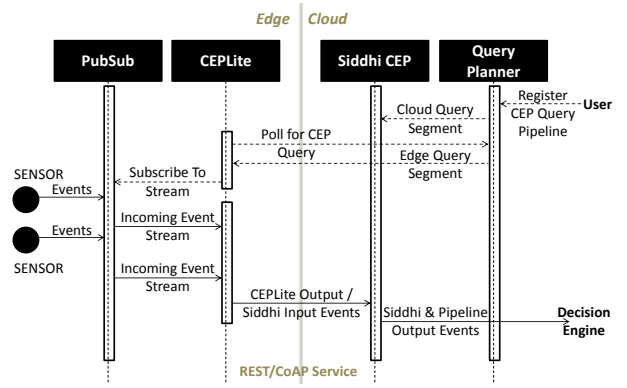 Edge Cloud
PubSub
CEPLite
Siddhi CEP
Query
Planner
Register
CEP Query
Pipeline
User
Cloud Query
Segment
Poll for CEP
Query
Edge Query
Segment
Subscribe To
Stream
SENSOR
Events
Incoming Event
Stream
Events
SENSOR
Incoming Event
Stream
CEPLite Output /
Siddhi Input Events
Siddhi & Pipeline
Output Events
Decision
Engine
REST/CoAP Service